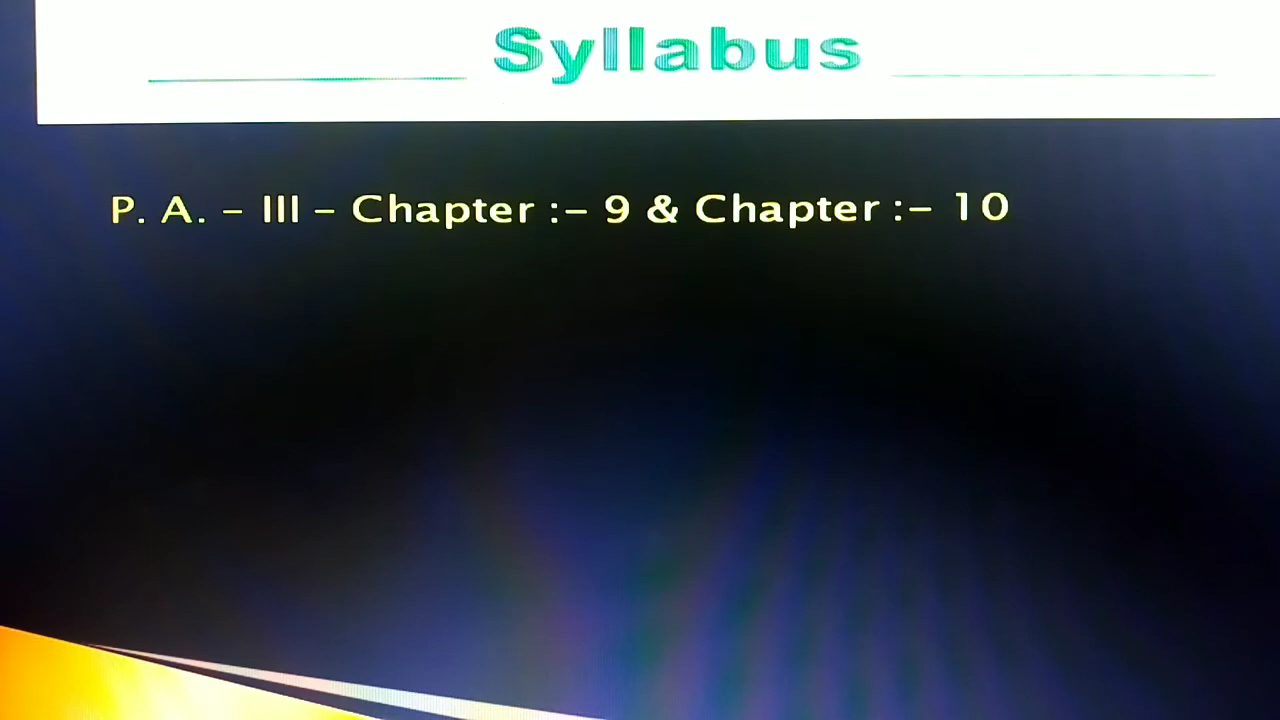 Syllabus
P. A. – III – Chapter :– 9 & Chapter :– 10